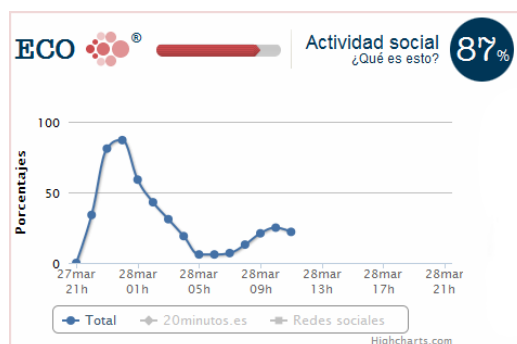 ECO ®
Actividad social
¿Qué es esto?
87%
Porcentajes
100
50
0
27mar 21h
28mar 01h
28mar 05h
28mar 09h
28mar 13h
28mar 17h
28mar 21h
Total
20minutos.es
Redes sociales
Highcharts.com